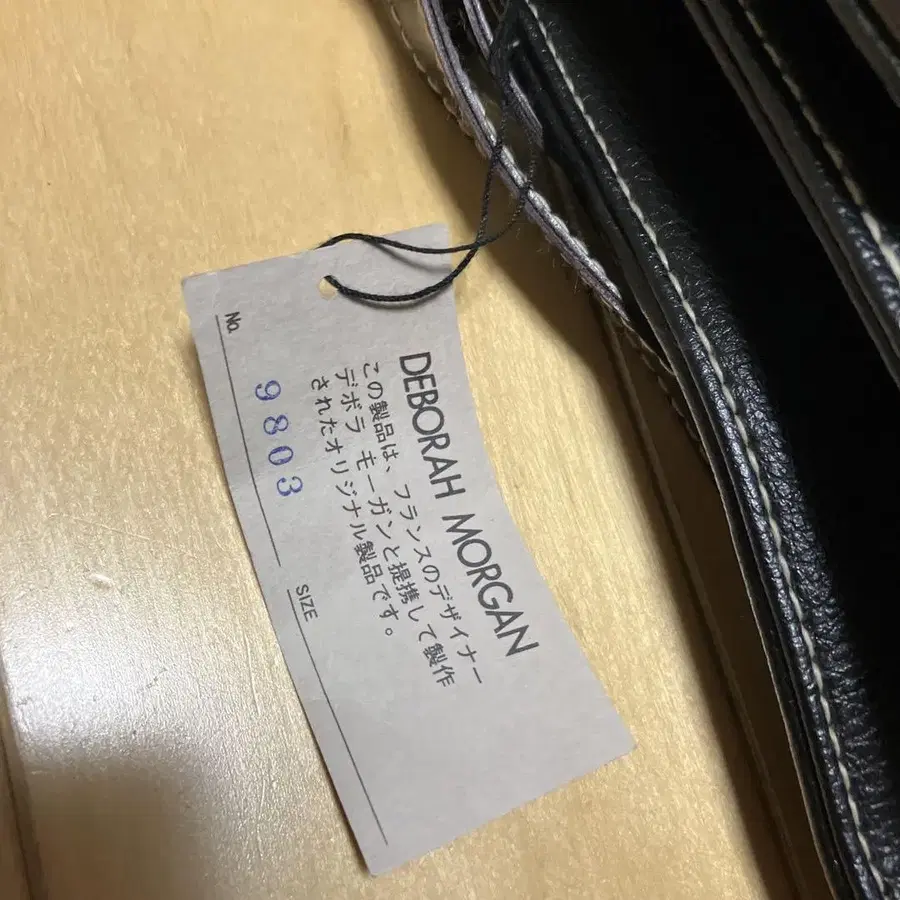 DEBORAH MORGAN
この製品は、フランスのデザイナー
デボラ モーガンと提携して製作
されたオリジナル製品です。
No.
9803
SIZE